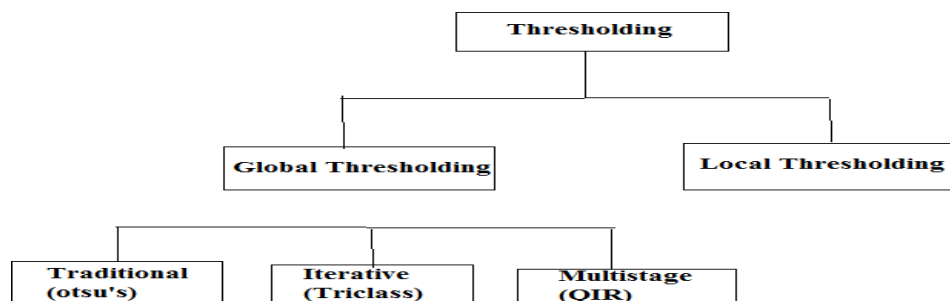 Thresholding
Global Thresholding
Local Thresholding
Traditional
(otsu's)
Iterative
(Triclass)
Multistage
(QIR)